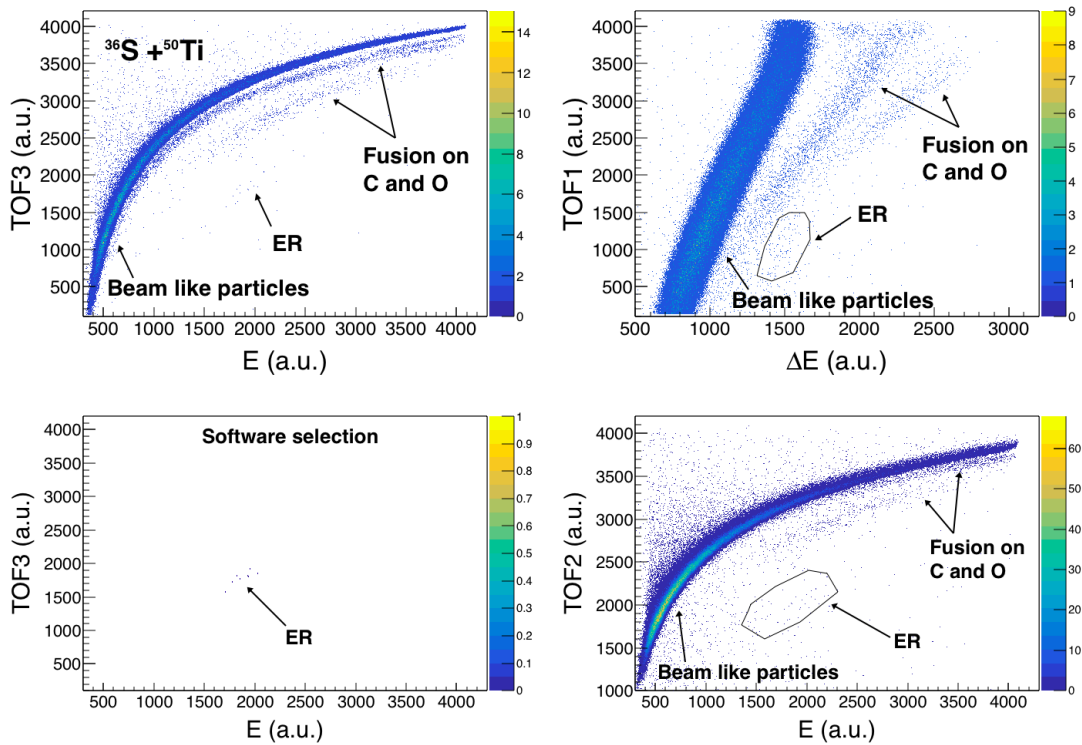 4000
3500
3000
2500
2000
1500
1000
500
TOF3 (a.u.)
³⁶S +⁵⁰Ti
Fusion on
C and O
ER
Beam like particles
500 1000 1500 2000 2500 3000 3500 4000
E (a.u.)
14
12
10
8
6
4
2
0
4000
3500
3000
2500
2000
1500
1000
500
TOF1 (a.u.)
Fusion on
C and O
ER
Beam like particles
500 1000 1500 2000 2500 3000
ΔE (a.u.)
9
8
7
6
5
4
3
2
1
0
4000
3500
3000
2500
2000
1500
1000
500
TOF3 (a.u.)
Software selection
ER
500 1000 1500 2000 2500 3000 3500 4000
E (a.u.)
1
0.9
0.8
0.7
0.6
0.5
0.4
0.3
0.2
0.1
0
4000
3500
3000
2500
2000
1500
1000
TOF2 (a.u.)
Fusion on
C and O
ER
Beam like particles
500 1000 1500 2000 2500 3000 3500 4000
E (a.u.)
60
50
40
30
20
10
0